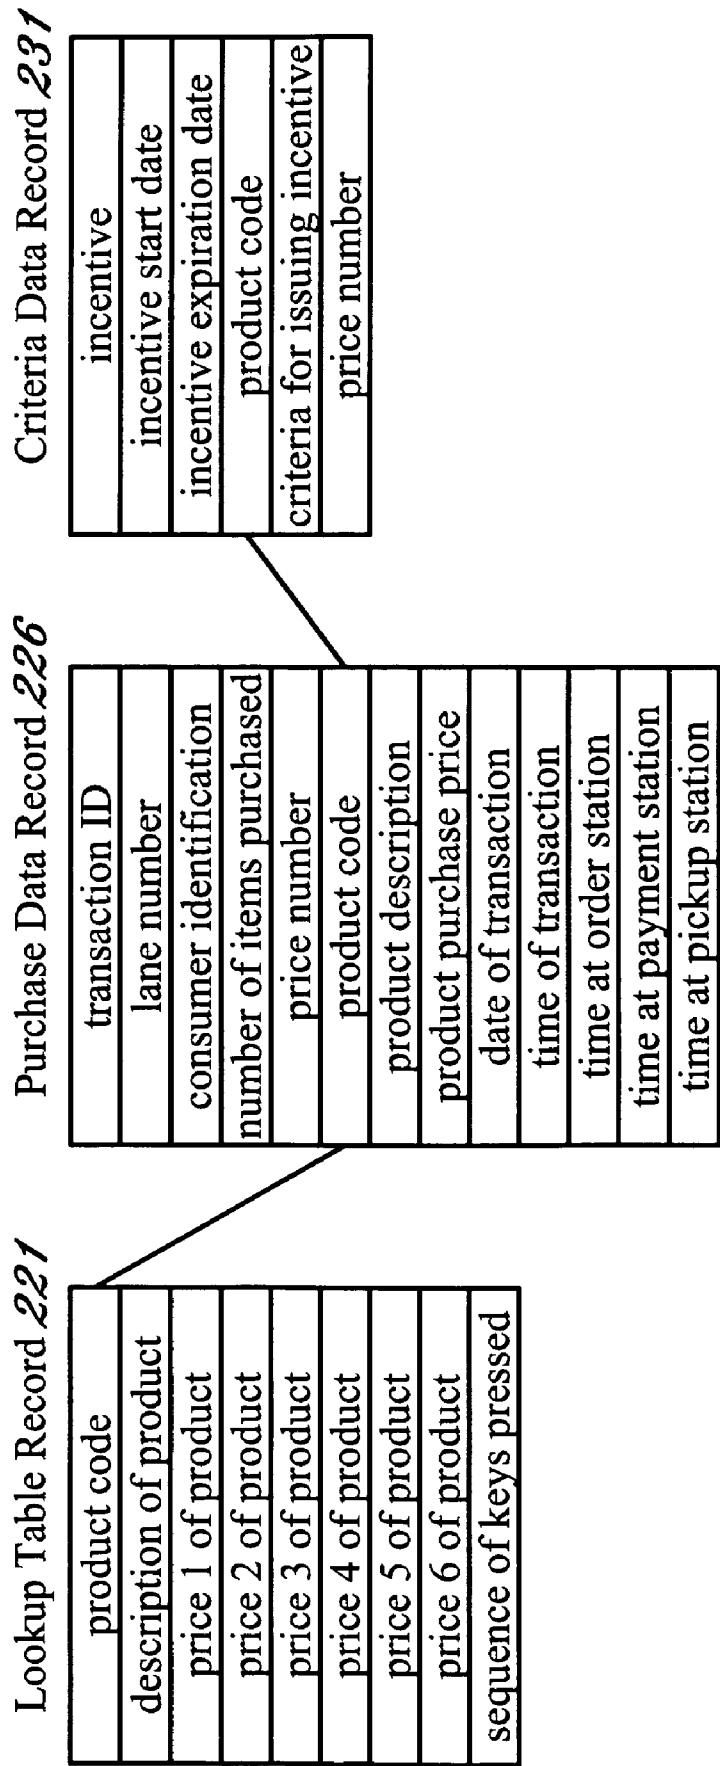 Lookup Table Record 221
product code
description of product
price 1 of product
price 2 of product
price 3 of product
price 4 of product
price 5 of product
price 6 of product
sequence of keys pressed
Purchase Data Record 226
transaction ID
lane number
consumer identification
number of items purchased
price number
product code
product description
product purchase price
date of transaction
time of transaction
time at order station
time at payment station
time at pickup station
Criteria Data Record 231
incentive
incentive start date
incentive expiration date
product code
criteria for issuing incentive
price number